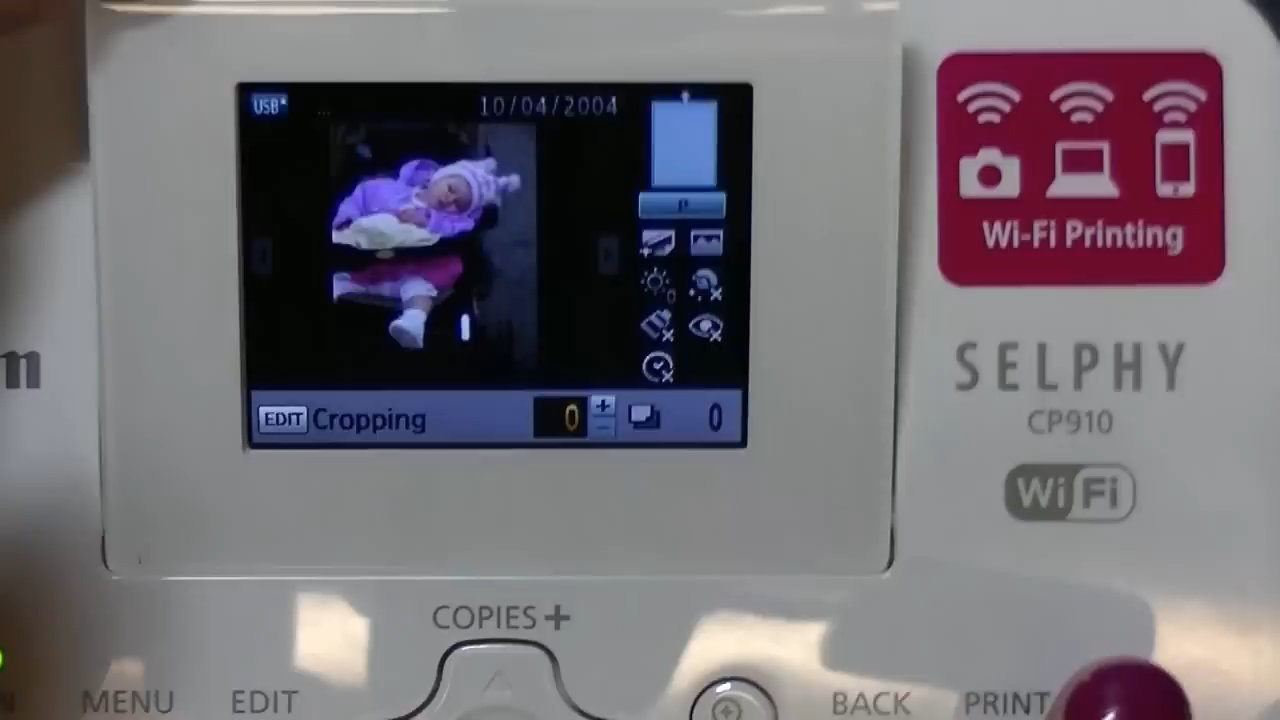 USB
...
10/04/2004
P
0
EDIT Cropping
0
+
-
0
Wi-Fi Printing
SELPHY
CP910
WiFi
COPIES+
MENU
EDIT
BACK
PRINT